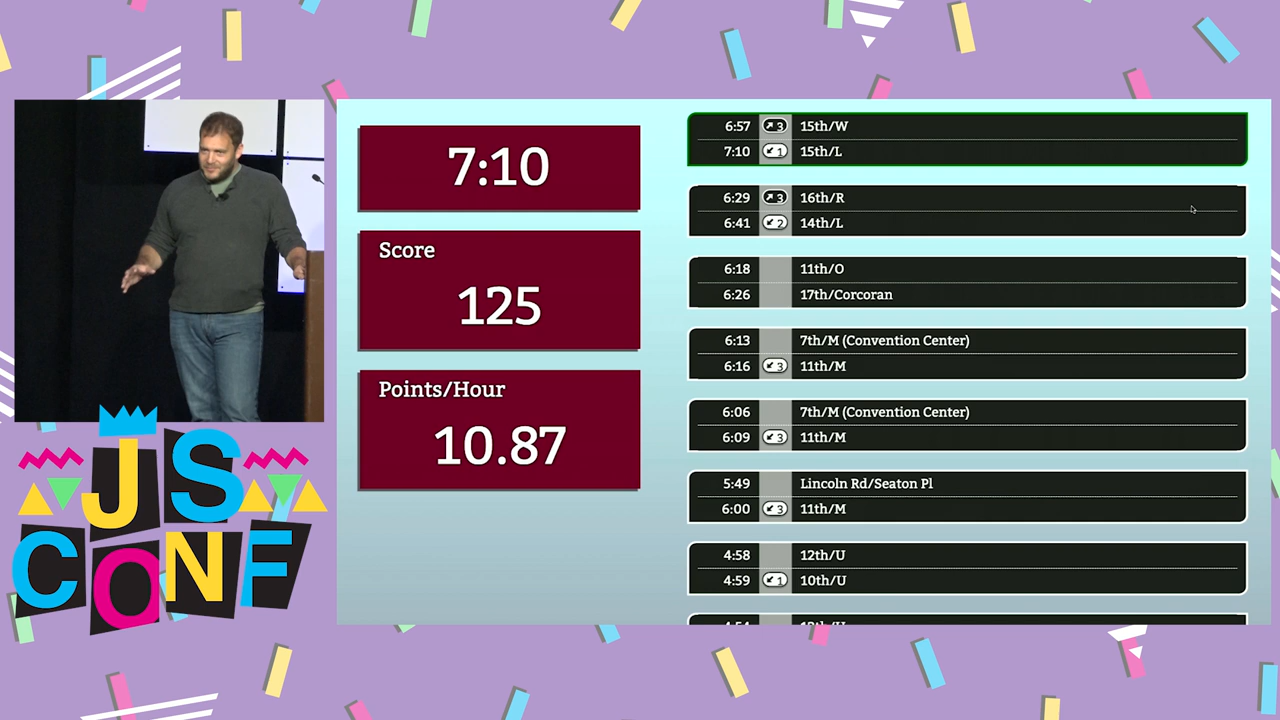 7:10
Score
125
Points/Hour
10.87
6:57 3 15th/W
7:10 1 15th/L
6:29 3 16th/R
6:41 2 14th/L
6:18 11th/O
6:26 17th/Corcoran
6:13 7th/M (Convention Center)
6:16 3 11th/M
6:06 7th/M (Convention Center)
6:09 3 11th/M
5:49 Lincoln Rd/Seaton Pl
6:00 3 11th/M
4:58 12th/U
4:59 1 10th/U
JS
CONF